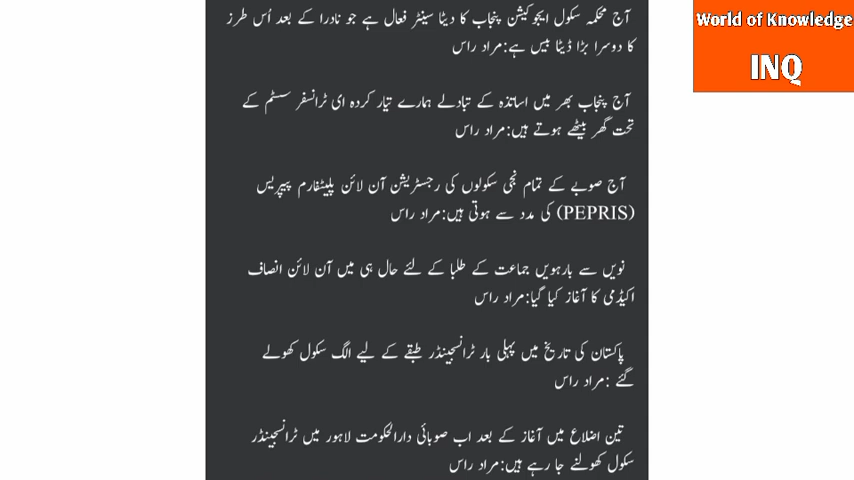 آج محکمہ سکول ایجوکیشن پنجاب کا دیٹا سینٹر فعال ہے جو نادرا کے بعد اُس طرز
کا دوسرا بڑا ڈیٹا بیس ہے:مراد راس
آج پنجاب بھر میں اساتذہ کے تبادلے ہمارے تیار کردہ ای ٹرانسفر سسٹم کے
تحت گھر بیٹھے ہوتے ہیں:مراد راس
آج صوبے کے تمام نجی سکولوں کی رجسٹریشن آن لائن پلیٹفارم پیپریس
(PEPRIS) کی مدد سے ہوتی ہیں:مراد راس
نویں سے بارہویں جماعت کے طلبا کے لئے حال ہی میں آن لائن انصاف
اکیڈمی کا آغاز کیا گیا:مراد راس
پاکستان کی تاریخ میں پہلی بار ٹرانسجینڈر طبقے کے لیے الگ سکول کھولے
گئے :مراد راس
تین اضلاع میں آغاز کے بعد اب صوبائی دارالحکومت لاہور میں ٹرانسجینڈر
سکول کھولنے جا رہے ہیں:مراد راس
World of Knowledge
INQ